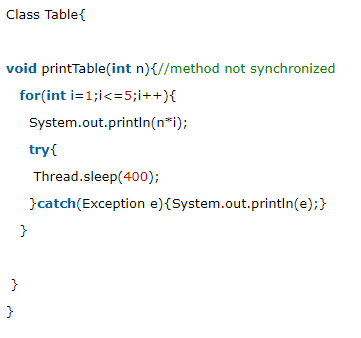 Class Table{
void printTable(int n){//method not synchronized
for(int i=1;i<=5;i++){
System.out.println(n*i);
try{
Thread.sleep(400);
}catch(Exception e){System.out.println(e);}
}
}
}